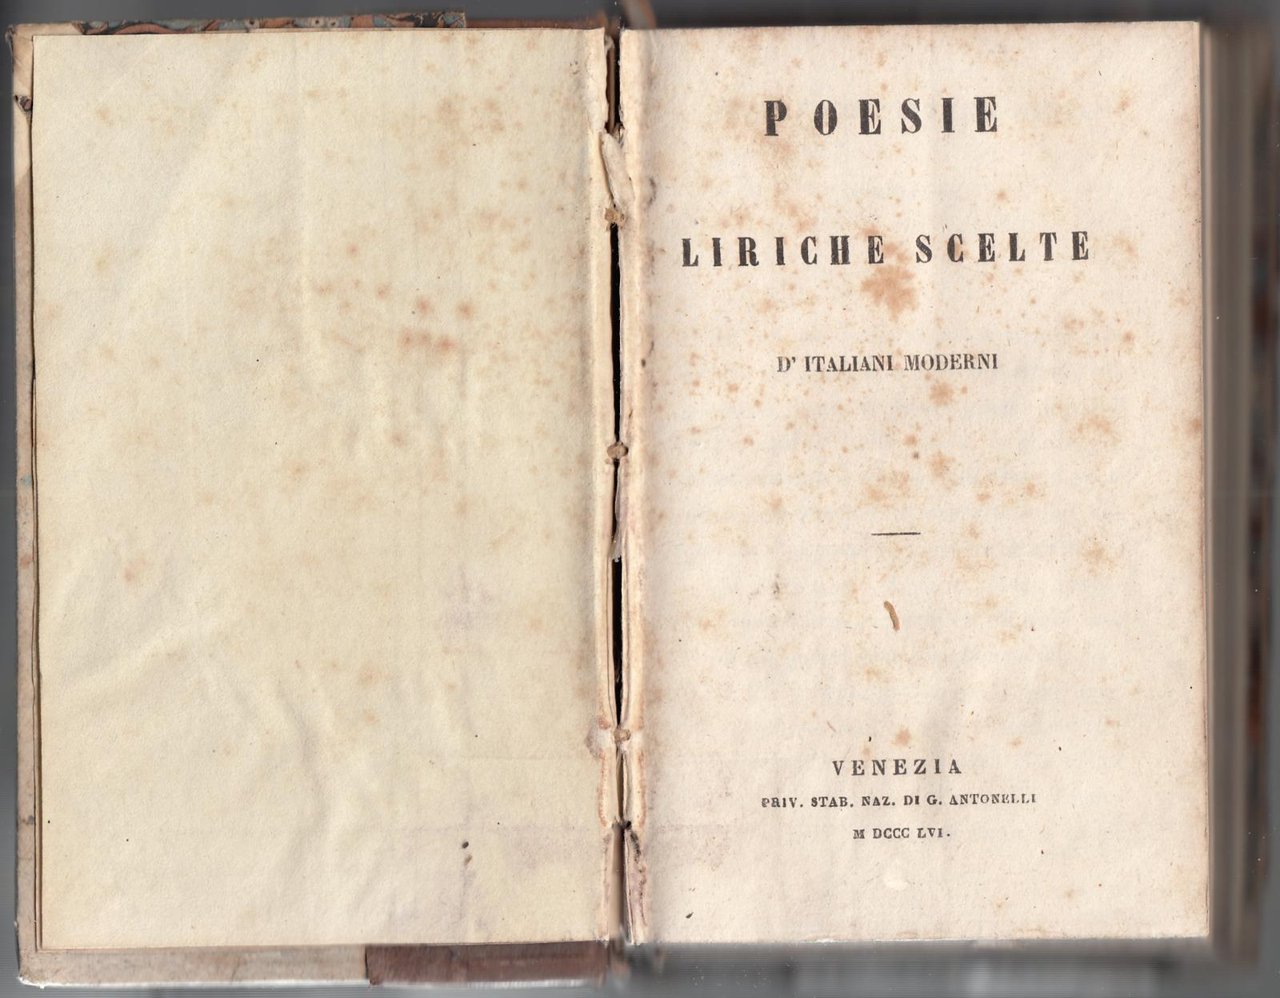 POESIE
LIRICHE SCELTE
D' ITALIANI MODERNI
VENEZIA
PRIV. STAB. NAZ. DI G. ANTONELLI
M DCCC LVI.